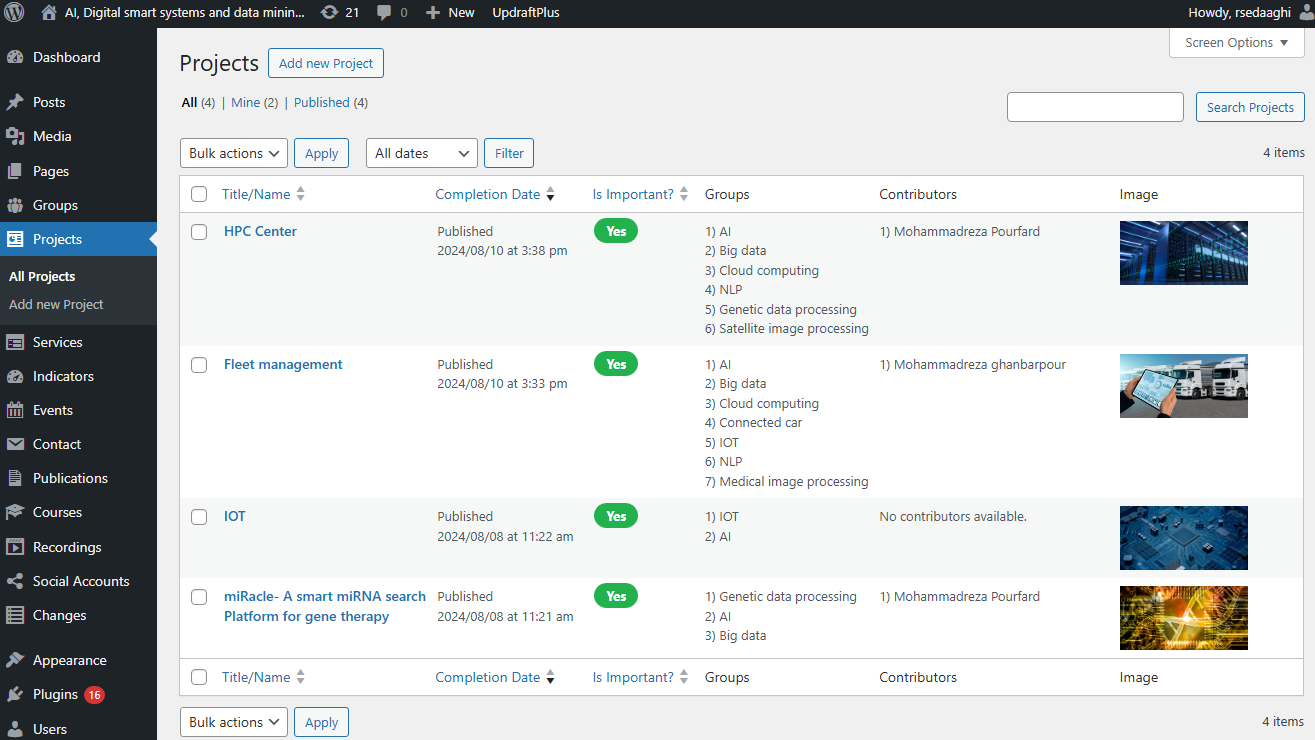 AI, Digital smart systems and data minin... 21 0 New UpdraftPlus Howdy, rsedaaghi
Screen Options
Dashboard
Posts
Media
Pages
Groups
Projects
All Projects
Add new Project
Services
Indicators
Events
Contact
Publications
Courses
Recordings
Social Accounts
Changes
Appearance
Plugins 16
Users
Projects Add new Project
All (4) | Mine (2) | Published (4)
Search Projects
Bulk actions Apply All dates Filter 4 items
Title/Name Completion Date Is Important? Groups Contributors Image
HPC Center
Published
2024/08/10 at 3:38 pm
Yes
1) AI
2) Big data
3) Cloud computing
4) NLP
5) Genetic data processing
6) Satellite image processing
1) Mohammadreza Pourfard
Fleet management
Published
2024/08/10 at 3:33 pm
Yes
1) AI
2) Big data
3) Cloud computing
4) Connected car
5) IOT
6) NLP
7) Medical image processing
1) Mohammadreza ghanbarpour
IOT
Published
2024/08/08 at 11:22 am
Yes
1) IOT
2) AI
No contributors available.
miRacle- A smart miRNA search
Platform for gene therapy
Published
2024/08/08 at 11:21 am
Yes
1) Genetic data processing
2) AI
3) Big data
1) Mohammadreza Pourfard
Title/Name Completion Date Is Important? Groups Contributors Image
Bulk actions Apply 4 items